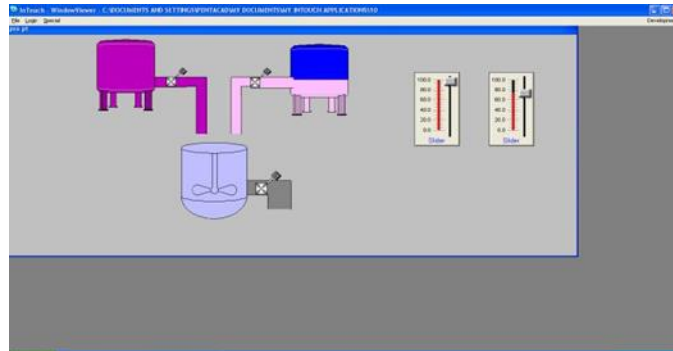 InTouch - WindowViewer - C:\DOCUMENTS AND SETTINGS\PENTACAD\MY DOCUMENTS\MY INTOUCH APPLICATIONS\10
File Logic Special
Development
100.0
80.0
60.0
40.0
20.0
0.0
Slider
100.0
80.0
60.0
40.0
20.0
0.0
Slider